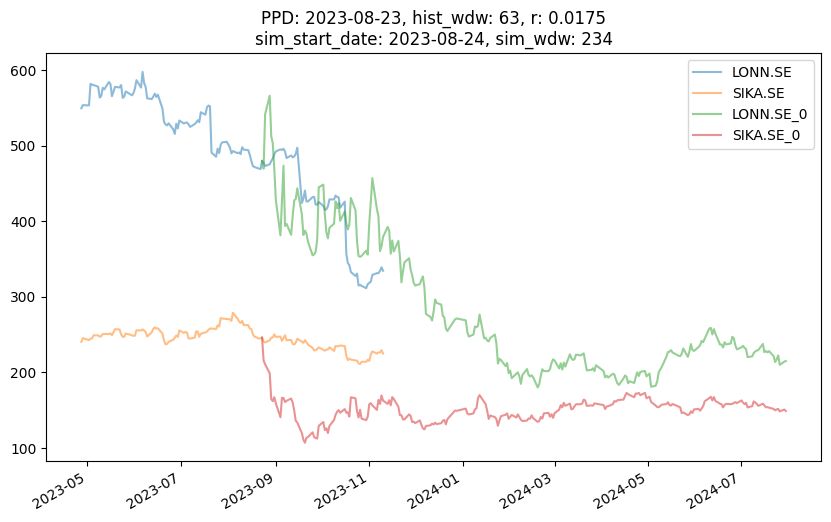 PPD: 2023-08-23, hist_wdw: 63, r: 0.0175
sim_start_date: 2023-08-24, sim_wdw: 234
LONN.SE
SIKA.SE
LONN.SE_0
SIKA.SE_0
600
500
400
300
200
100
2023-05
2023-07
2023-09
2023-11
2024-01
2024-03
2024-05
2024-07